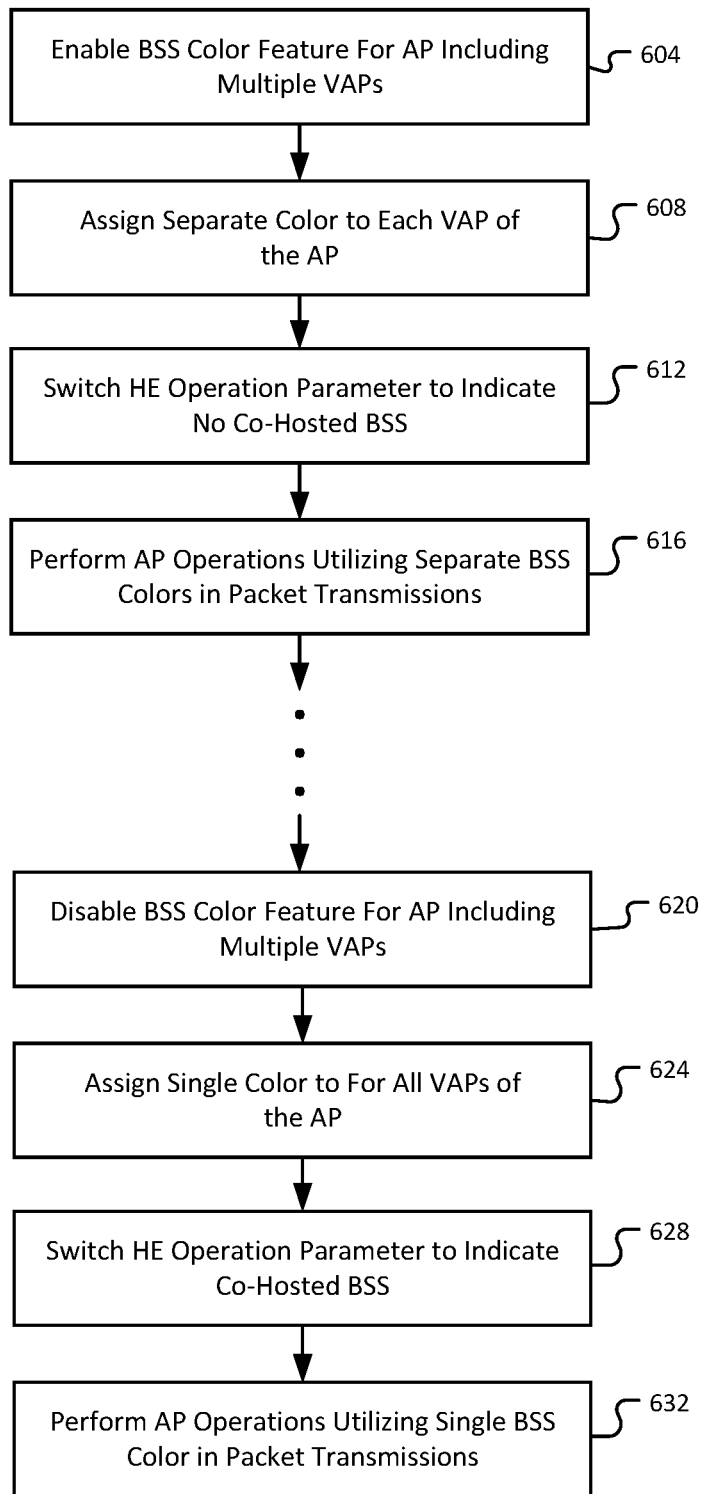 Enable BSS Color Feature For AP Including
Multiple VAPs
604
Assign Separate Color to Each VAP of
the AP
608
Switch HE Operation Parameter to Indicate
No Co-Hosted BSS
612
Perform AP Operations Utilizing Separate BSS
Colors in Packet Transmissions
616
Disable BSS Color Feature For AP Including
Multiple VAPs
620
Assign Single Color to For All VAPs of
the AP
624
Switch HE Operation Parameter to Indicate
Co-Hosted BSS
628
Perform AP Operations Utilizing Single BSS
Color in Packet Transmissions
632